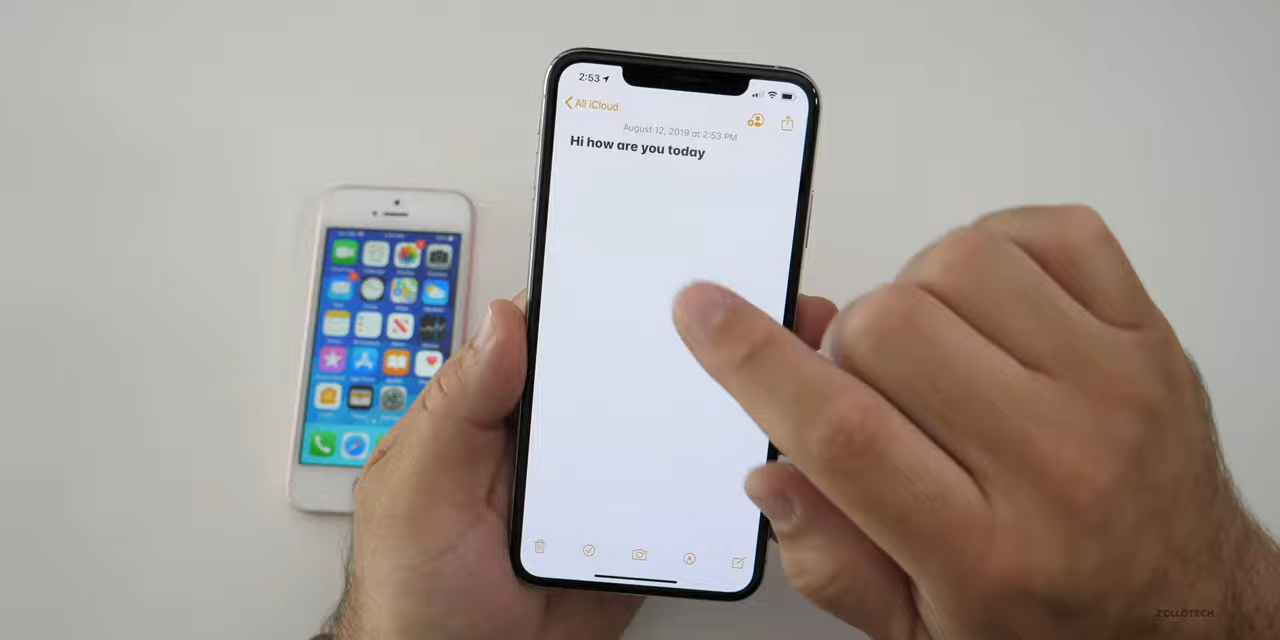 2:53
All iCloud
August 12, 2019 at 2:53 PM
Hi how are you today
ZOLLOTECH